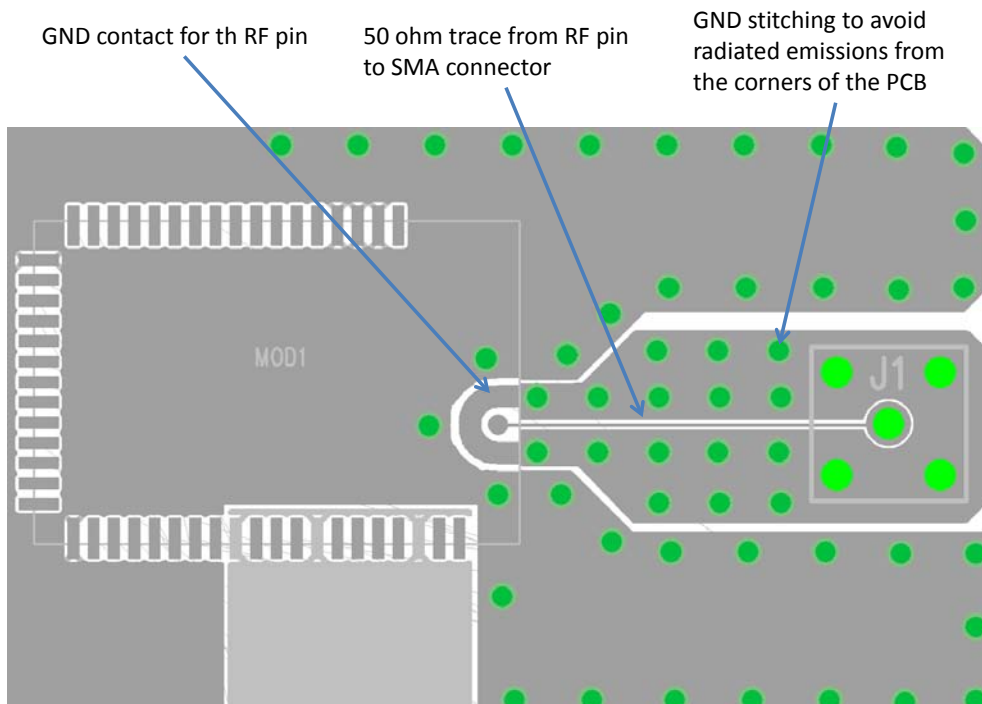 GND contact for th RF pin
50 ohm trace from RF pin
to SMA connector
GND stitching to avoid
radiated emissions from
the corners of the PCB
MOD1
J1